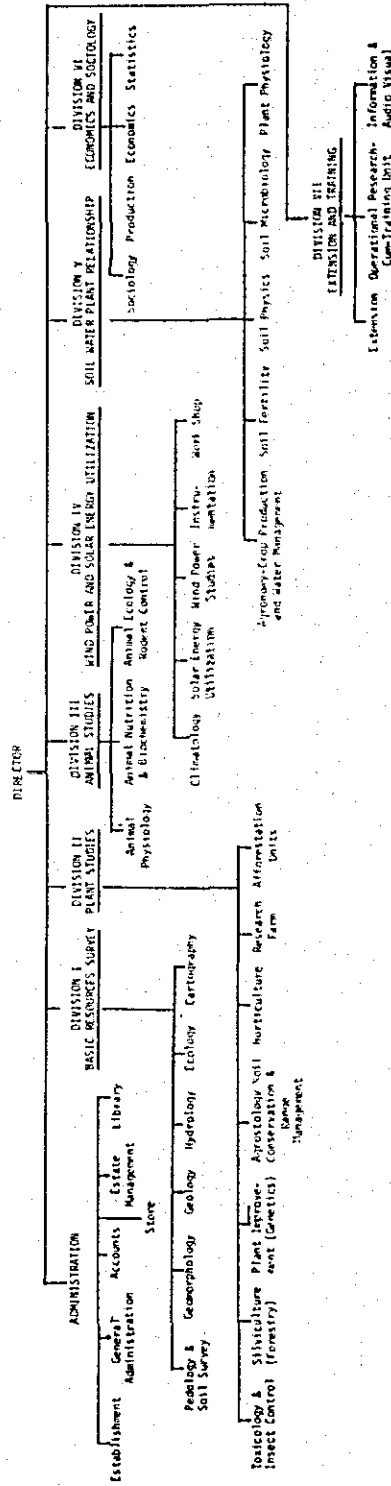 DIRECTOR
ADMINISTRATION
Establishment
General
Administration
Accounts
Store
Estate
Management
Library
DIVISION I
BASIC RESOURCES SURVEY
Pedology &
Soil Survey
Geomorphology
Geology
Hydrology
Ecology
Cartography
DIVISION II
PLANT STUDIES
Toxicology &
Insect Control
Silviculture
(Forestry)
Plant Improve-
ment (Genetics)
Agrostology Soil
Conservation &
Range
Management
Horticulture
Research
Farm
Afforestation
Units
DIVISION III
ANIMAL STUDIES
Animal
Physiology
Animal Nutrition
& Biochemistry
Animal Ecology &
Rodent Control
DIVISION IV
WIND POWER AND SOLAR ENERGY UTILIZATION
Climatology
Solar Energy
Utilization
Wind Power
Studies
Instru-
mentation
Work Shop
DIVISION V
SOIL WATER PLANT RELATIONSHIP
Agronomy-Crop Production
and Water Management
Soil Fertility
Soil Physics
Soil Microbiology
Plant Physiology
DIVISION VI
ECONOMICS AND SOCIOLOGY
Sociology
Production Economics
Statistics
DIVISION VII
EXTENSION AND TRAINING
Extension
Operational Research-
Cum-Training Unit
Information &
Audio Visual